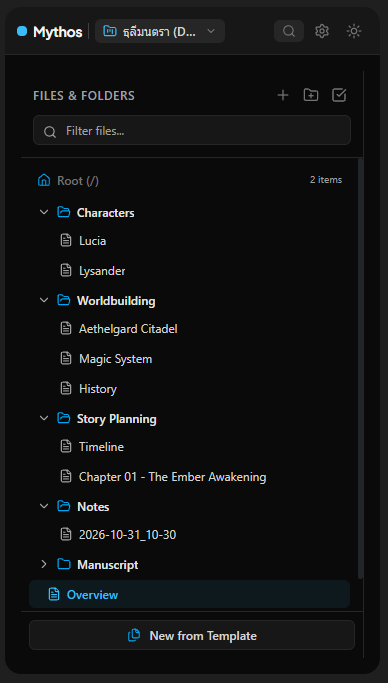 Mythos
ธุลีมนตรา (D...
FILES & FOLDERS
Filter files...
Root (/)
2 items
Characters
Lucia
Lysander
Worldbuilding
Aethelgard Citadel
Magic System
History
Story Planning
Timeline
Chapter 01 - The Ember Awakening
Notes
2026-10-31_10-30
Manuscript
Overview
New from Template